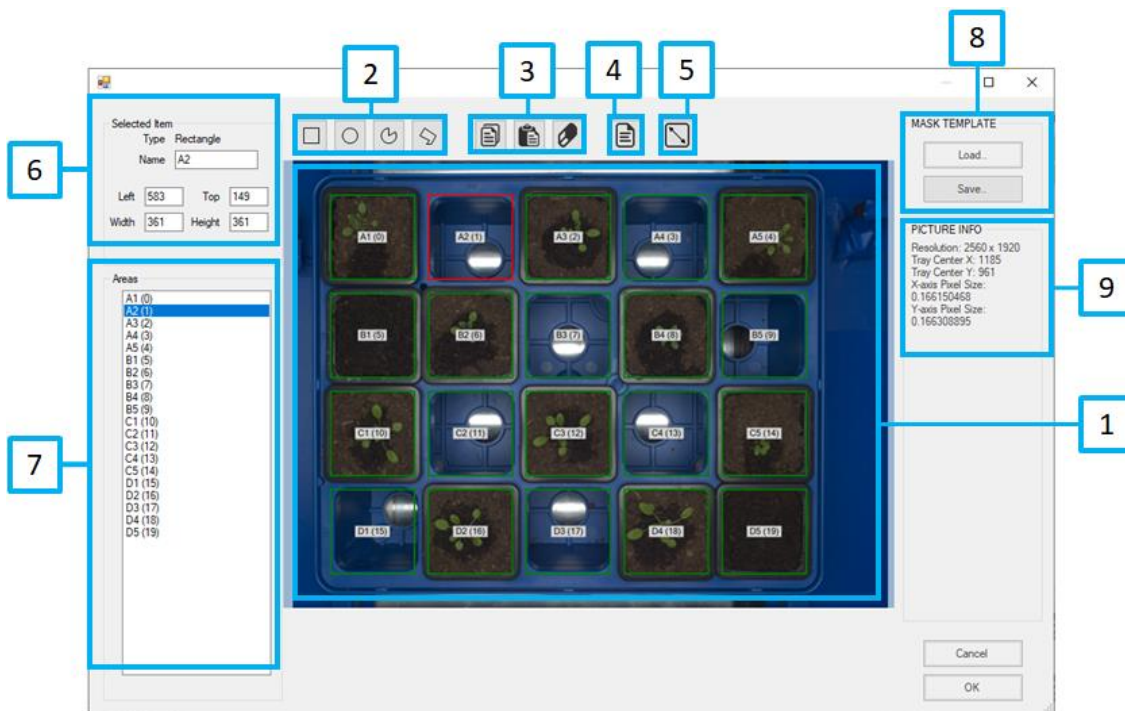 8
2
3
4
5
6
7
9
1
Selected Item
Type Rectangle
Name A2
Left 583 Top 149
Width 361 Height 361
Areas
A1 (0)
A2 (1)
A3 (2)
A4 (3)
A5 (4)
B1 (5)
B2 (6)
B3 (7)
B4 (8)
B5 (9)
C1 (10)
C2 (11)
C3 (12)
C4 (13)
C5 (14)
D1 (15)
D2 (16)
D3 (17)
D4 (18)
D5 (19)
A1 (0) A2 (1) A3 (2) A4 (3) A5 (4)
B1 (5) B2 (6) B3 (7) B4 (8) B5 (9)
C1 (10) C2 (11) C3 (12) C4 (13) C5 (14)
D1 (15) D2 (16) D3 (17) D4 (18) D5 (19)
MASK TEMPLATE
Load..
Save..
PICTURE INFO
Resolution: 2560 x 1920
Tray Center X: 1185
Tray Center Y: 961
X-axis Pixel Size:
0.166150468
Y-axis Pixel Size:
0.166308895
Cancel
OK